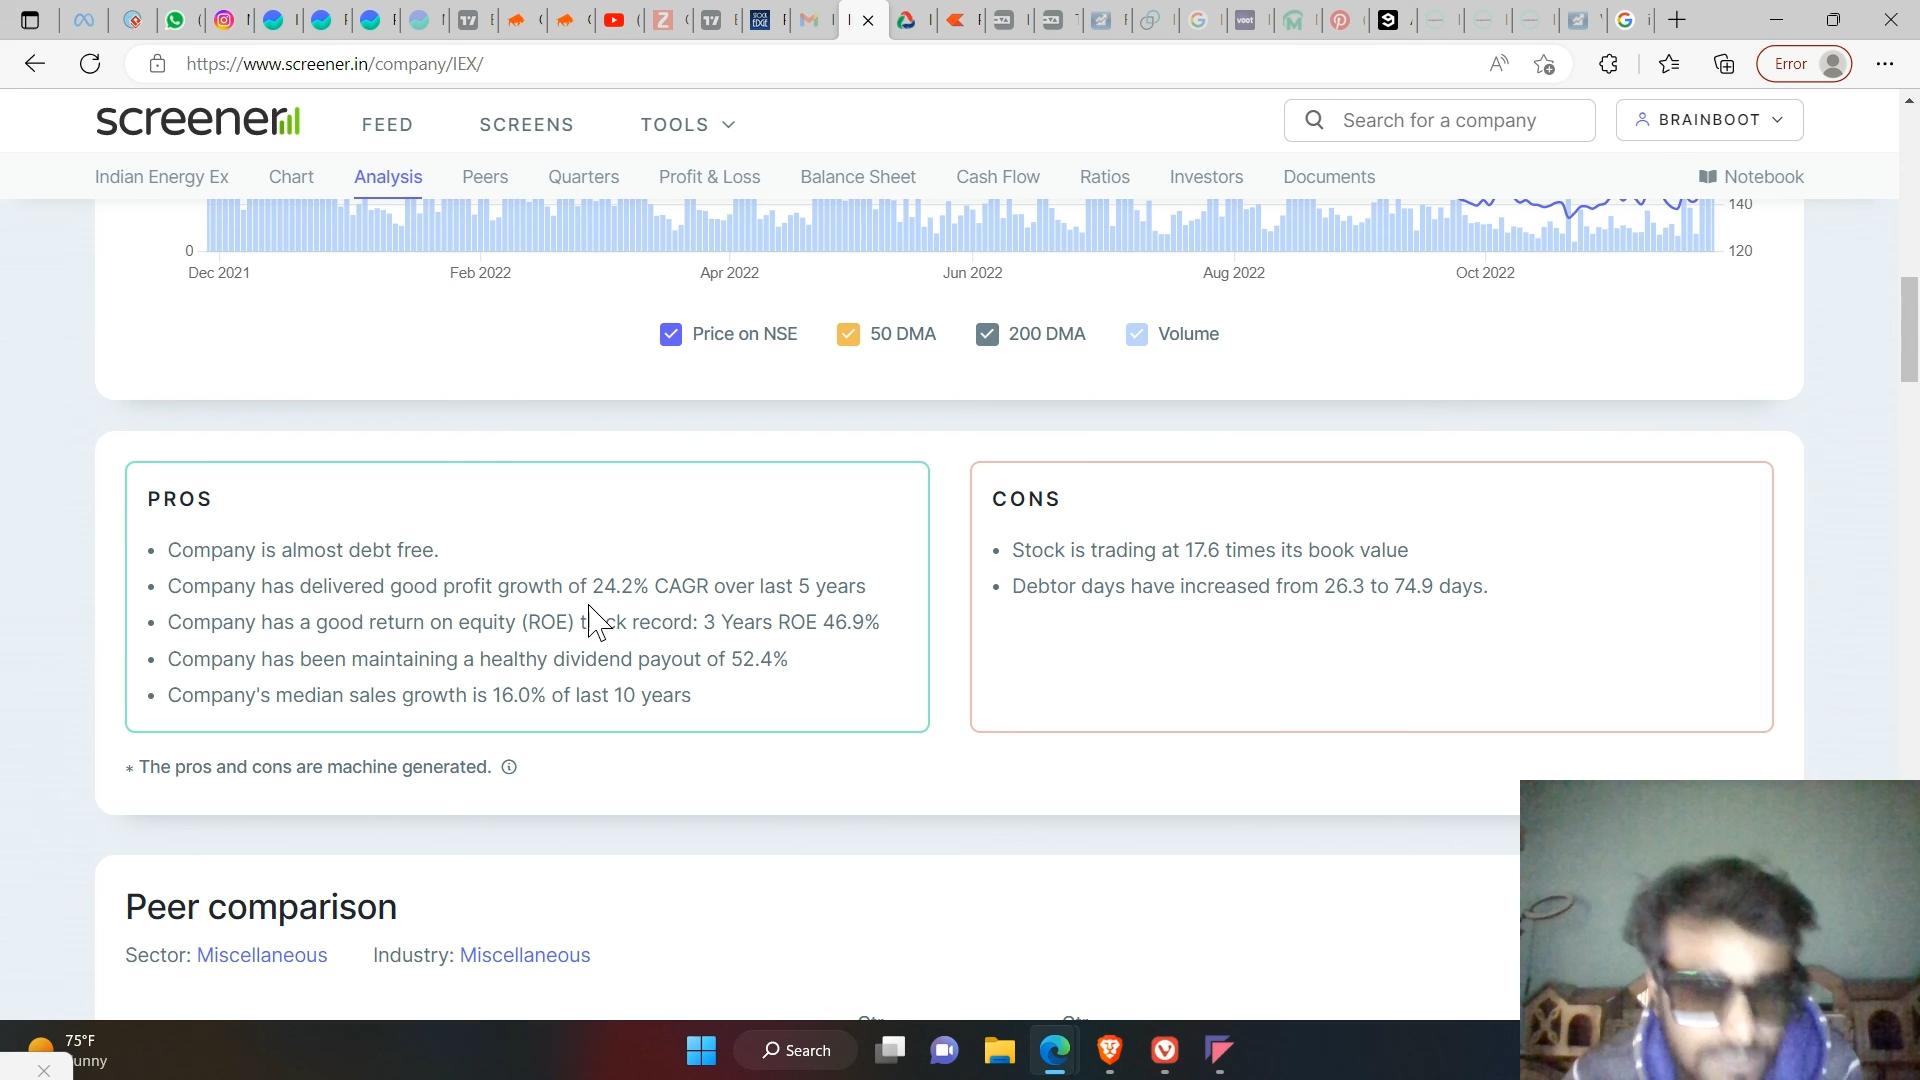 https://www.screener.in/company/IEX/
Error
screener
FEED
SCREENS
TOOLS
Search for a company
BRAINBOOT
Indian Energy Ex
Chart
Analysis
Peers
Quarters
Profit & Loss
Balance Sheet
Cash Flow
Ratios
Investors
Documents
Notebook
140
0
120
Dec 2021
Feb 2022
Apr 2022
Jun 2022
Aug 2022
Oct 2022
Price on NSE
50 DMA
200 DMA
Volume
PROS
Company is almost debt free.
Company has delivered good profit growth of 24.2% CAGR over last 5 years
Company has a good return on equity (ROE) track record: 3 Years ROE 46.9%
Company has been maintaining a healthy dividend payout of 52.4%
Company's median sales growth is 16.0% of last 10 years
CONS
Stock is trading at 17.6 times its book value
Debtor days have increased from 26.3 to 74.9 days.
* The pros and cons are machine generated.
Peer comparison
Sector: Miscellaneous
Industry: Miscellaneous
75°F
Search